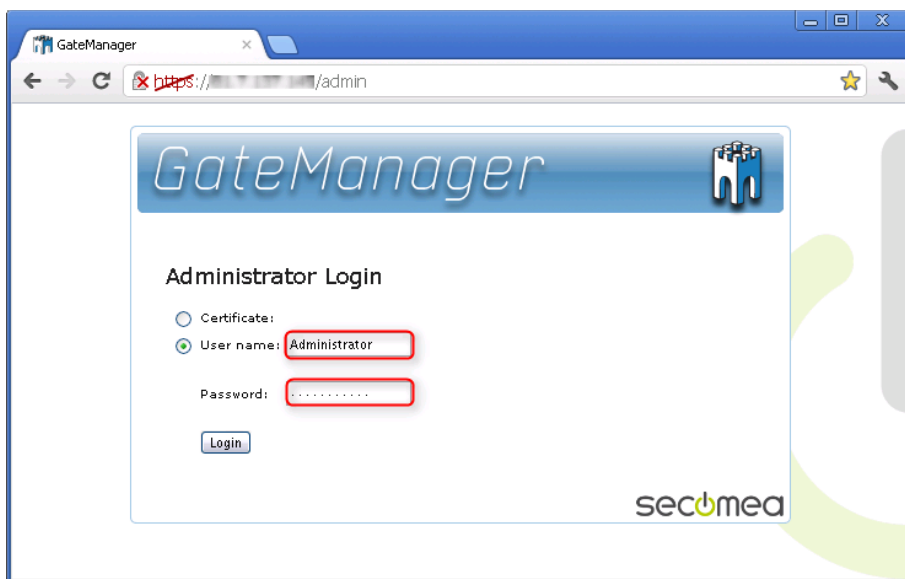 GateManager
https://
/admin
GateManager
Administrator Login
Certificate:
User name: Administrator
Password: ...........
Login
secomea